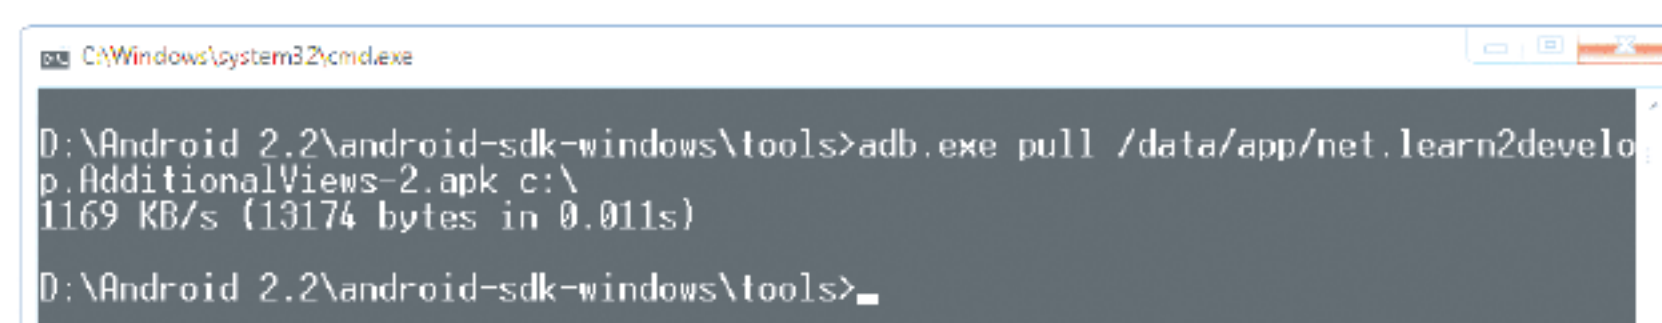 C:\Windows\system32\cmd.exe
D:\Android 2.2\android-sdk-windows\tools>adb.exe pull /data/app/net.learn2develo
p.AdditionalViews-2.apk c:\
1169 KB/s (13174 bytes in 0.011s)
D:\Android 2.2\android-sdk-windows\tools>